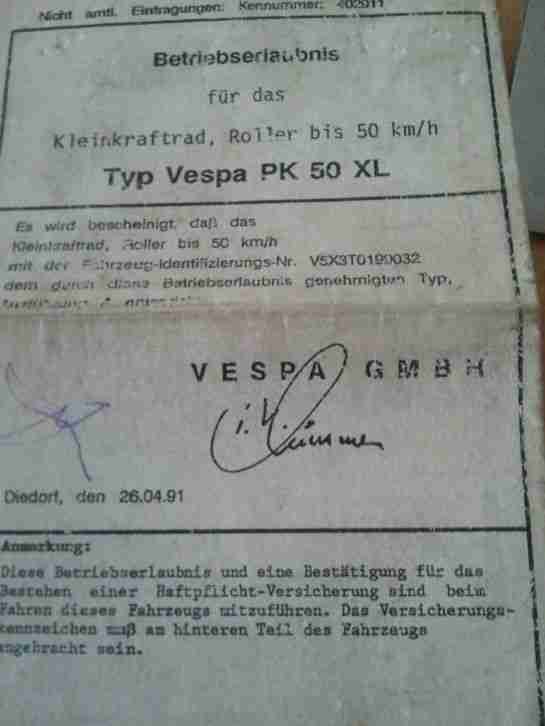 Nicht amtl. Eintragungen: Kennummer: 402911
Betriebserlaubnis
für das
Kleinkraftrad, Roller bis 50 km/h
Typ Vespa PK 50 XL
Es wird bescheinigt, daß das
Kleinkraftrad, Roller bis 50 km/h
mit der Fahrzeug-Identifizierungs-Nr. V5X3T0199032
dem durch diese Betriebserlaubnis genehmigten Typ,
VESPA GMBH
i.V.
Diedorf, den 26.04.91
Anmerkung:
Diese Betriebserlaubnis und eine Bestätigung für das
Bestehen einer Haftpflicht-Versicherung sind beim
Fahren dieses Fahrzeugs mitzuführen. Das Versicherungs-
kennzeichen muß am hinteren Teil des Fahrzeugs
angebracht sein.